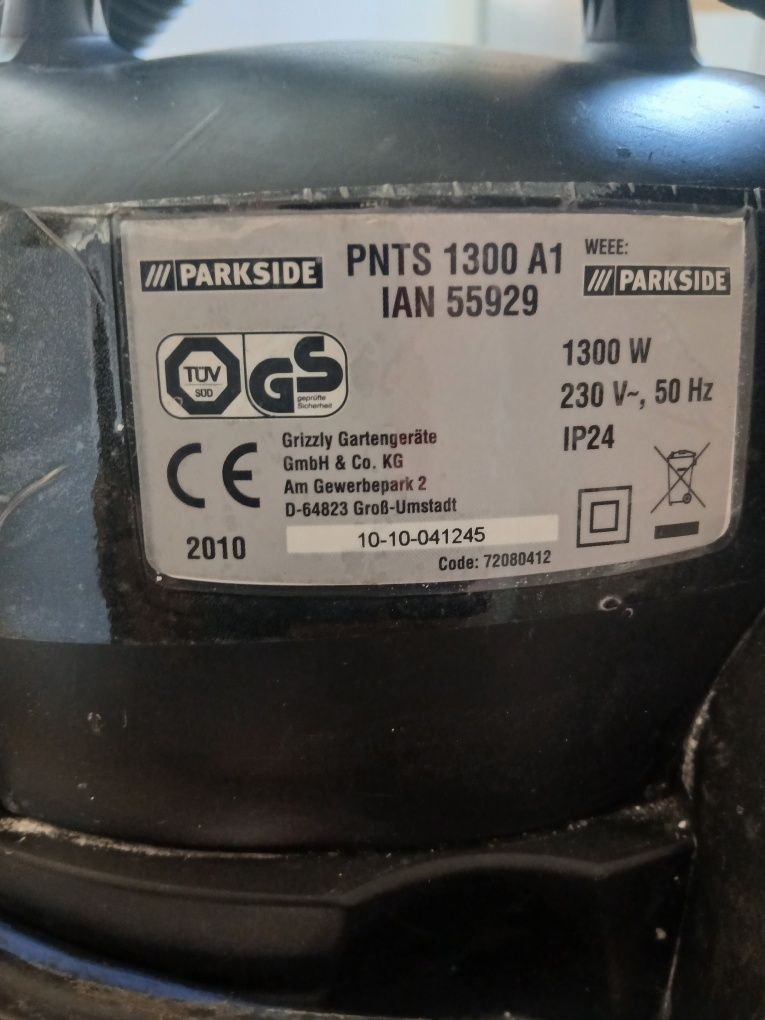 /// PARKSIDE
PNTS 1300 A1
IAN 55929
WEEE:
/// PARKSIDE
TÜV
SÜD
GS
geprüfte
Sicherheit
1300 W
230 V~, 50 Hz
IP24
CE
Grizzly Gartengeräte
GmbH & Co. KG
Am Gewerbepark 2
D-64823 Groß-Umstadt
2010
10-10-041245
Code: 72080412